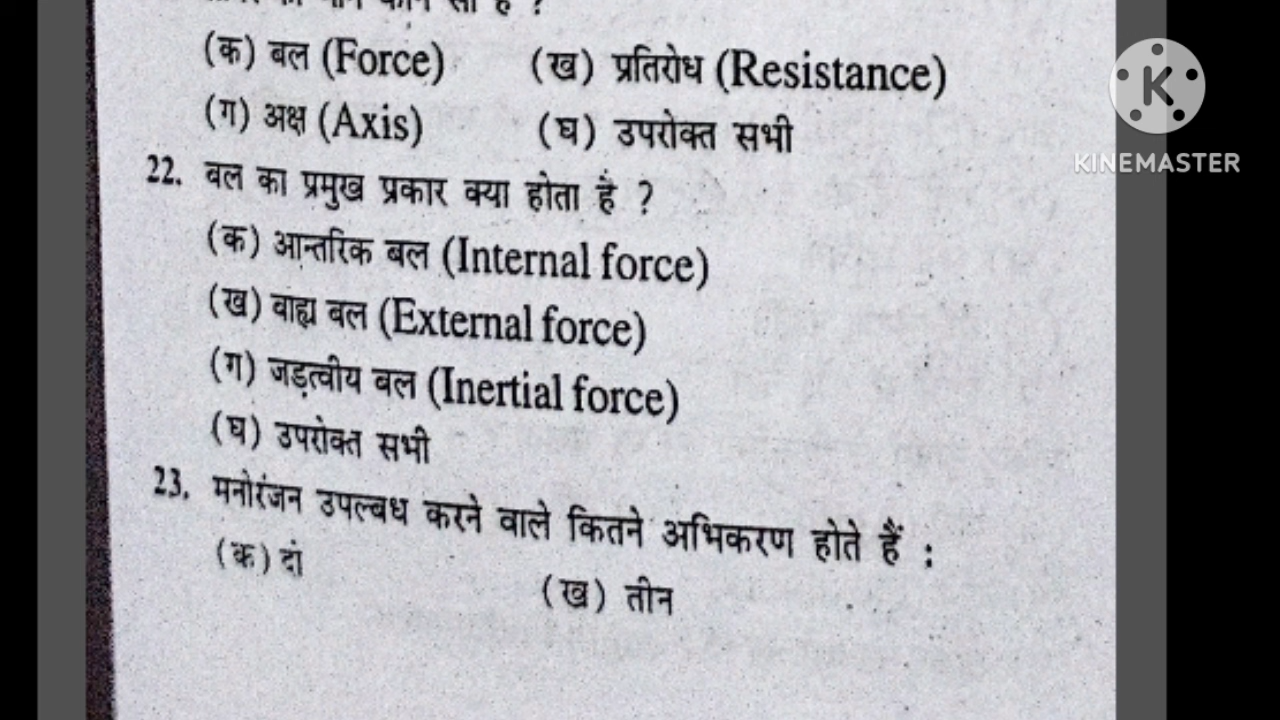 (क) बल (Force) (ख) प्रतिरोध (Resistance)
(ग) अक्ष (Axis) (घ) उपरोक्त सभी
22. बल का प्रमुख प्रकार क्या होता है ?
(क) आन्तरिक बल (Internal force)
(ख) वाह्य बल (External force)
(ग) जड़त्वीय बल (Inertial force)
(घ) उपरोक्त सभी
23. मनोरंजन उपल्बध करने वाले कितने अभिकरण होते हैं :
(क) दो (ख) तीन
KINEMASTER